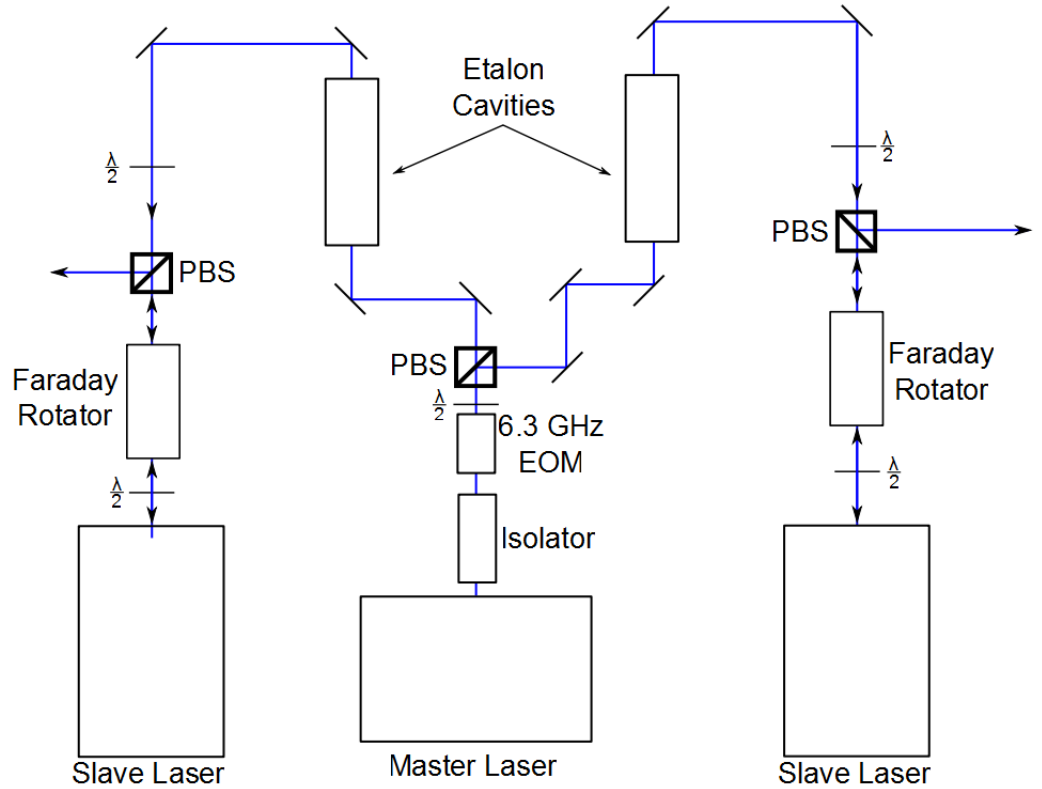 Etalon
Cavities
λ/2
λ/2
PBS
PBS
PBS
Faraday
Rotator
Faraday
Rotator
λ/2
6.3 GHz
EOM
λ/2
λ/2
Isolator
Slave Laser
Master Laser
Slave Laser